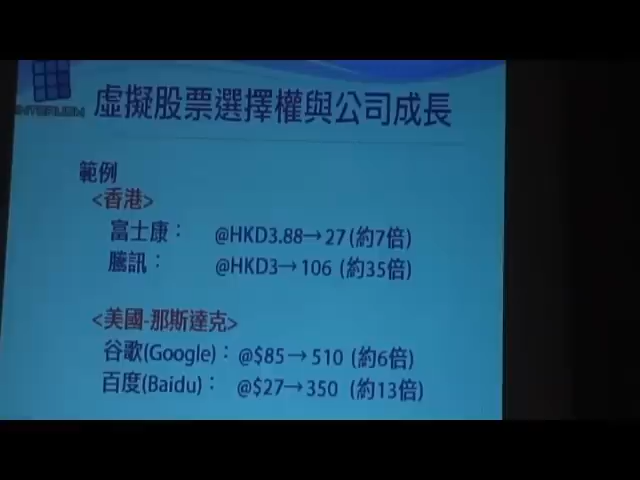 INTERUSH
虛擬股票選擇權與公司成長
範例
<香港>
富士康： @HKD3.88→27 (約7倍)
騰訊： @HKD3→106 (約35倍)
<美國-那斯達克>
谷歌(Google)： @$85→510 (約6倍)
百度(Baidu)： @$27→350 (約13倍)